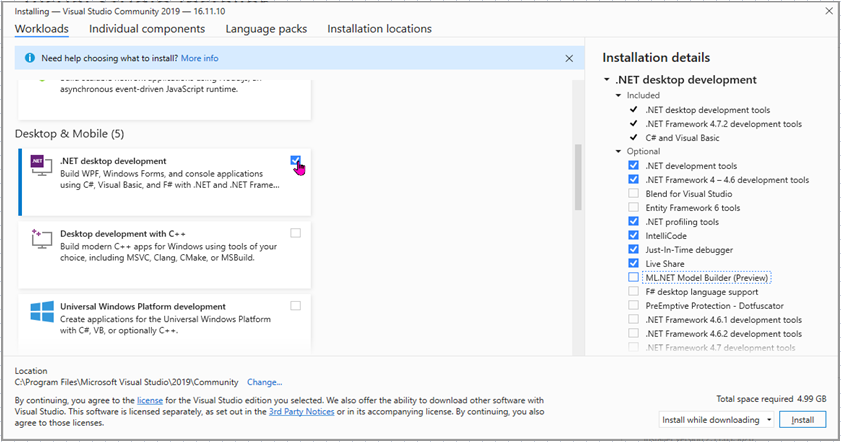 Installing — Visual Studio Community 2019 — 16.11.10
Workloads Individual components Language packs Installation locations
Need help choosing what to install? More info
asynchronous event-driven JavaScript runtime.
Desktop & Mobile (5)
.NET
.NET desktop development
Build WPF, Windows Forms, and console applications
using C#, Visual Basic, and F# with .NET and .NET Frame...
Desktop development with C++
Build modern C++ apps for Windows using tools of your
choice, including MSVC, Clang, CMake, or MSBuild.
Universal Windows Platform development
Create applications for the Universal Windows Platform
with C#, VB, or optionally C++.
Installation details
.NET desktop development
Included
.NET desktop development tools
.NET Framework 4.7.2 development tools
C# and Visual Basic
Optional
.NET development tools
.NET Framework 4 – 4.6 development tools
Blend for Visual Studio
Entity Framework 6 tools
.NET profiling tools
IntelliCode
Just-In-Time debugger
Live Share
ML.NET Model Builder (Preview)
F# desktop language support
PreEmptive Protection - Dotfuscator
.NET Framework 4.6.1 development tools
.NET Framework 4.6.2 development tools
.NET Framework 4.7 development tools
Location
C:\Program Files\Microsoft Visual Studio\2019\Community Change...
By continuing, you agree to the license for the Visual Studio edition you selected. We also offer the ability to download other software with
Visual Studio. This software is licensed separately, as set out in the 3rd Party Notices or in its accompanying license. By continuing, you also
agree to those licenses.
Total space required 4.99 GB
Install while downloading Install